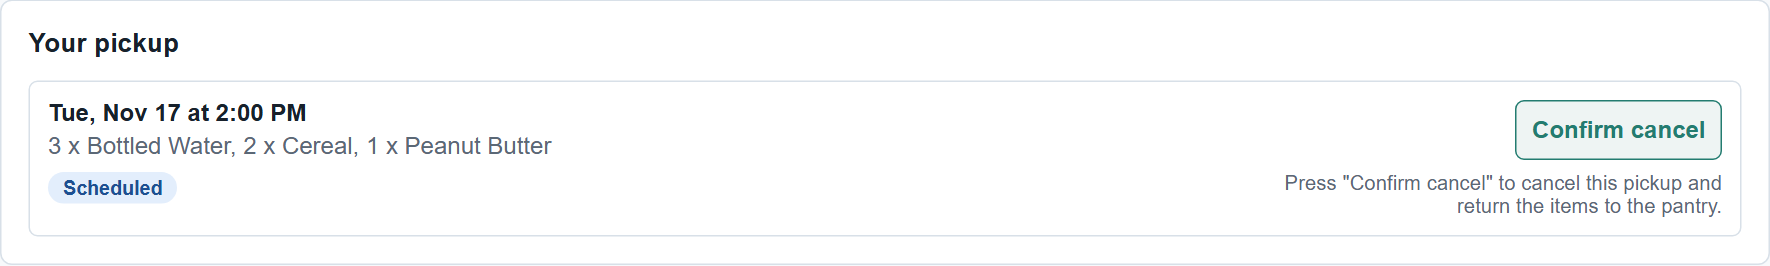 Your pickup
Tue, Nov 17 at 2:00 PM
3 x Bottled Water, 2 x Cereal, 1 x Peanut Butter
Scheduled
Confirm cancel
Press "Confirm cancel" to cancel this pickup and
return the items to the pantry.